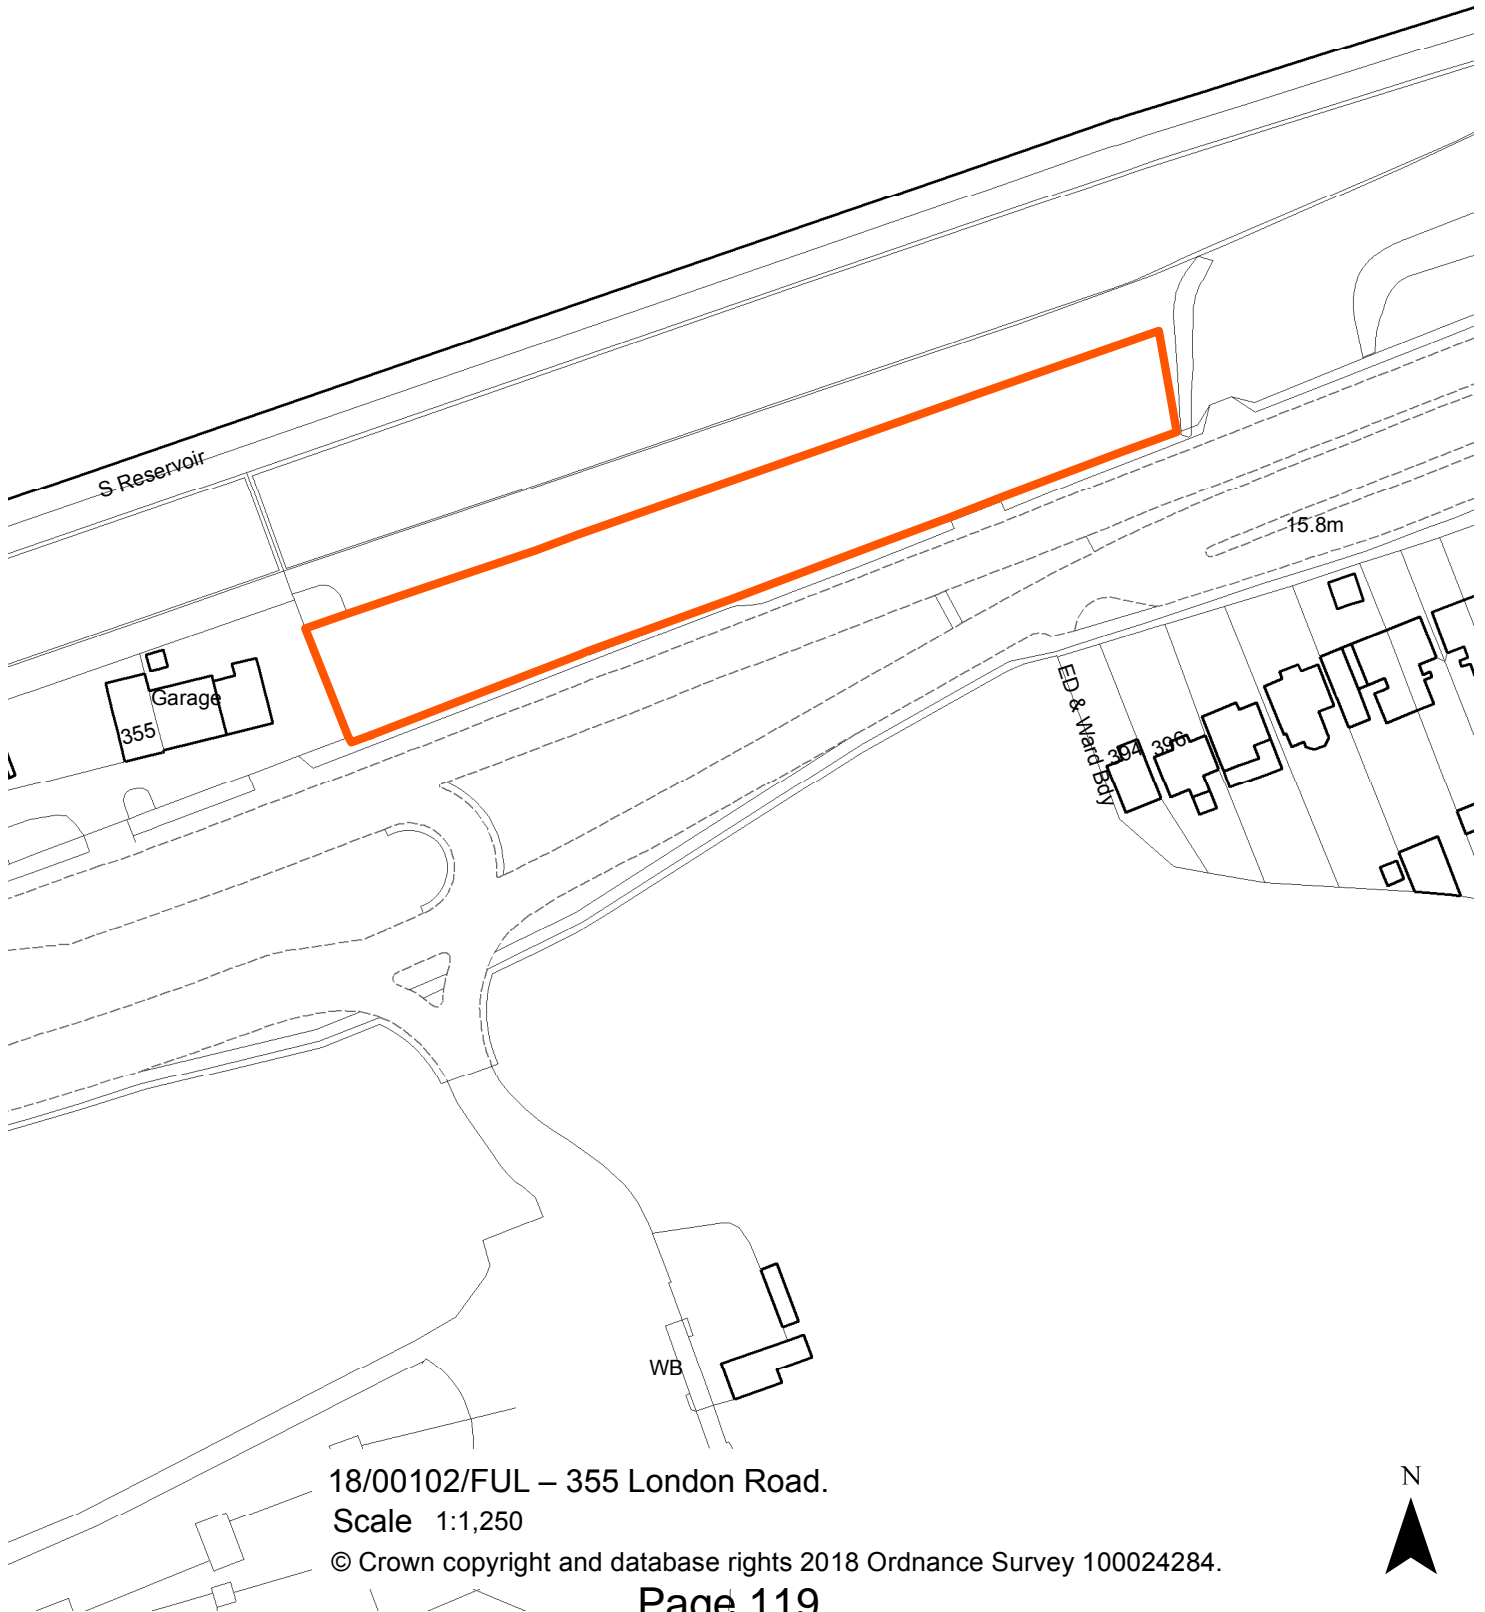 S Reservoir
15.8m
Garage
355
ED & Ward Bdy
394
396
WB
18/00102/FUL – 355 London Road.
Scale 1:1,250
N
© Crown copyright and database rights 2018 Ordnance Survey 100024284.
Page 119